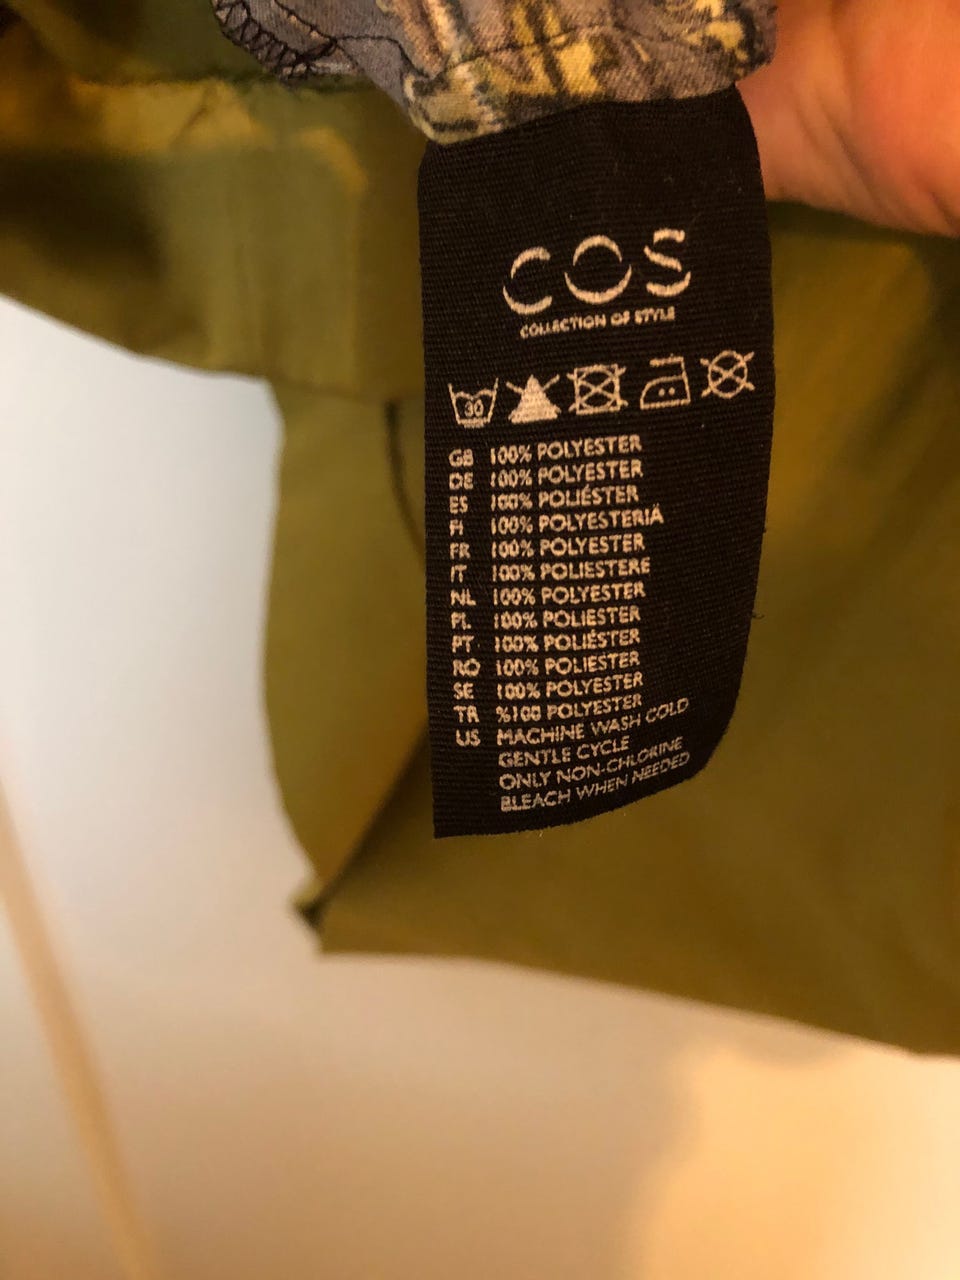 COS
COLLECTION OF STYLE
30
GB 100% POLYESTER
DE 100% POLYESTER
ES 100% POLIÉSTER
FI 100% POLYESTERIÄ
FR 100% POLYESTER
IT 100% POLIESTERE
NL 100% POLYESTER
PL 100% POLIESTER
PT 100% POLIÉSTER
RO 100% POLIESTER
SE 100% POLYESTER
TR %100 POLYESTER
US MACHINE WASH COLD
GENTLE CYCLE
ONLY NON-CHLORINE
BLEACH WHEN NEEDED